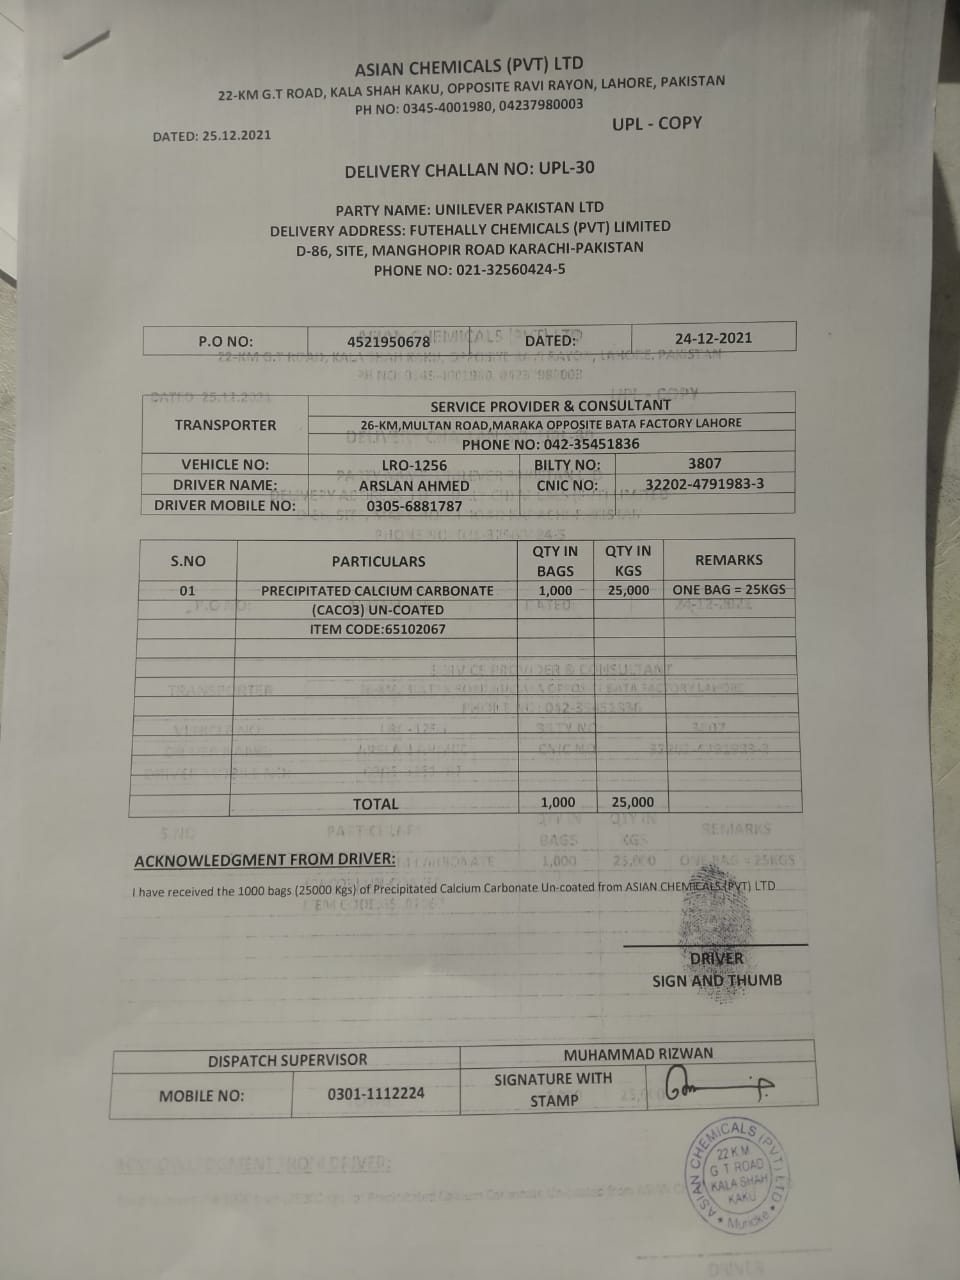 ASIAN CHEMICALS (PVT) LTD
22-KM G.T ROAD, KALA SHAH KAKU, OPPOSITE RAVI RAYON, LAHORE, PAKISTAN
PH NO: 0345-4001980, 04237980003
UPL - COPY
DATED: 25.12.2021
DELIVERY CHALLAN NO: UPL-30
PARTY NAME: UNILEVER PAKISTAN LTD
DELIVERY ADDRESS: FUTEHALLY CHEMICALS (PVT) LIMITED
D-86, SITE, MANGHOPIR ROAD KARACHI-PAKISTAN
PHONE NO: 021-32560424-5
P.O NO: 4521950678 DATED: 24-12-2021
TRANSPORTER
SERVICE PROVIDER & CONSULTANT
26-KM,MULTAN ROAD,MARAKA OPPOSITE BATA FACTORY LAHORE
PHONE NO: 042-35451836
VEHICLE NO: LRO-1256 BILTY NO: 3807
DRIVER NAME: ARSLAN AHMED CNIC NO: 32202-4791983-3
DRIVER MOBILE NO: 0305-6881787
S.NO PARTICULARS QTY IN BAGS QTY IN KGS REMARKS
01 PRECIPITATED CALCIUM CARBONATE 1,000 25,000 ONE BAG = 25KGS
(CACO3) UN-COATED
ITEM CODE:65102067
TOTAL 1,000 25,000
ACKNOWLEDGMENT FROM DRIVER:
I have received the 1000 bags (25000 Kgs) of Precipitated Calcium Carbonate Un-coated from ASIAN CHEMICALS (PVT) LTD
DRIVER
SIGN AND THUMB
DISPATCH SUPERVISOR MUHAMMAD RIZWAN
MOBILE NO: 0301-1112224 SIGNATURE WITH STAMP
ASIAN CHEMICALS (PVT) LTD
22 K.M.
G T ROAD
KALA SHAH
KAKU
Muridke